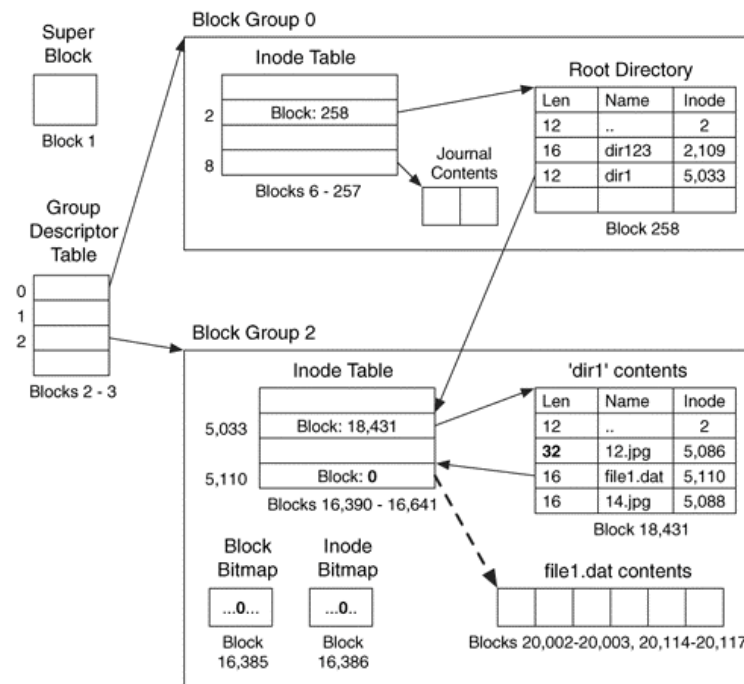 Block Group 0
Super
Block
Block 1
Inode Table
2
Block: 258
8
Blocks 6 - 257
Journal
Contents
Root Directory
Len Name Inode
12 .. 2
16 dir123 2,109
12 dir1 5,033
Block 258
Group
Descriptor
Table
0
1
2
Blocks 2 - 3
Block Group 2
Inode Table
5,033 Block: 18,431
5,110 Block: 0
Blocks 16,390 - 16,641
'dir1' contents
Len Name Inode
12 .. 2
32 12.jpg 5,086
16 file1.dat 5,110
16 14.jpg 5,088
Block 18,431
Block
Bitmap
...0...
Block
16,385
Inode
Bitmap
...0..
Block
16,386
file1.dat contents
Blocks 20,002-20,003, 20,114-20,117